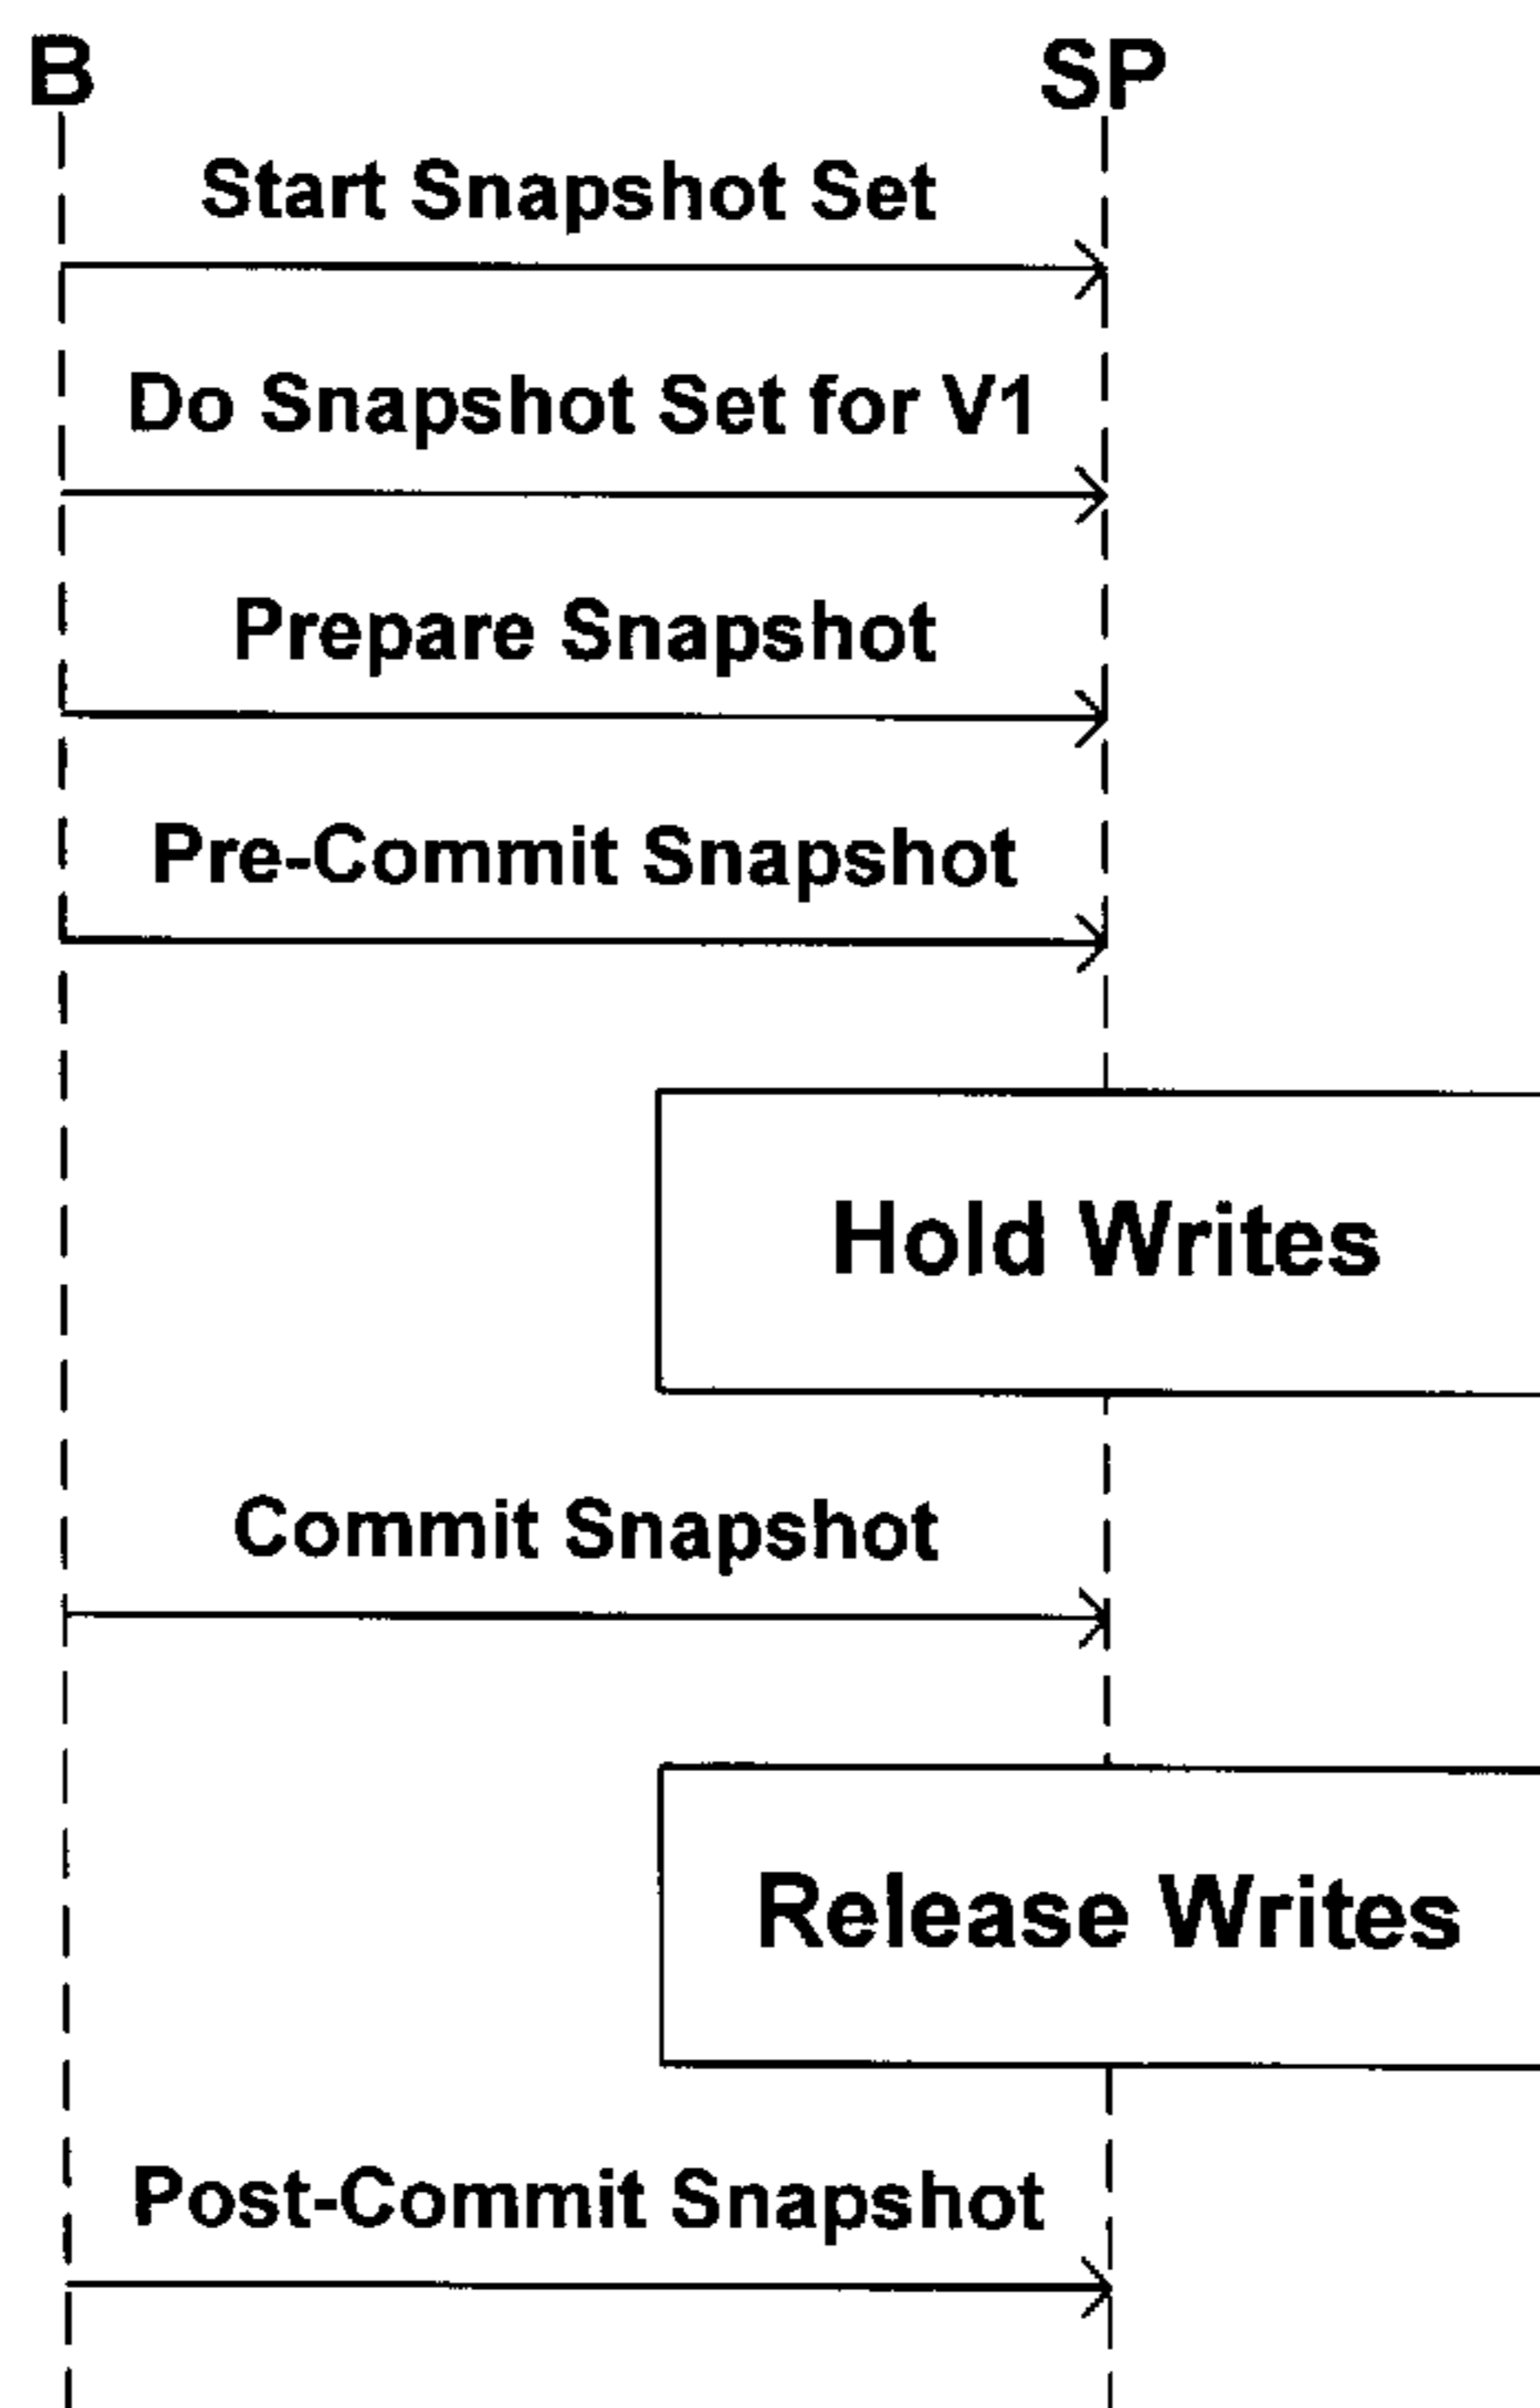 B SP
Start Snapshot Set
Do Snapshot Set for V1
Prepare Snapshot
Pre-Commit Snapshot
Hold Writes
Commit Snapshot
Release Writes
Post-Commit Snapshot